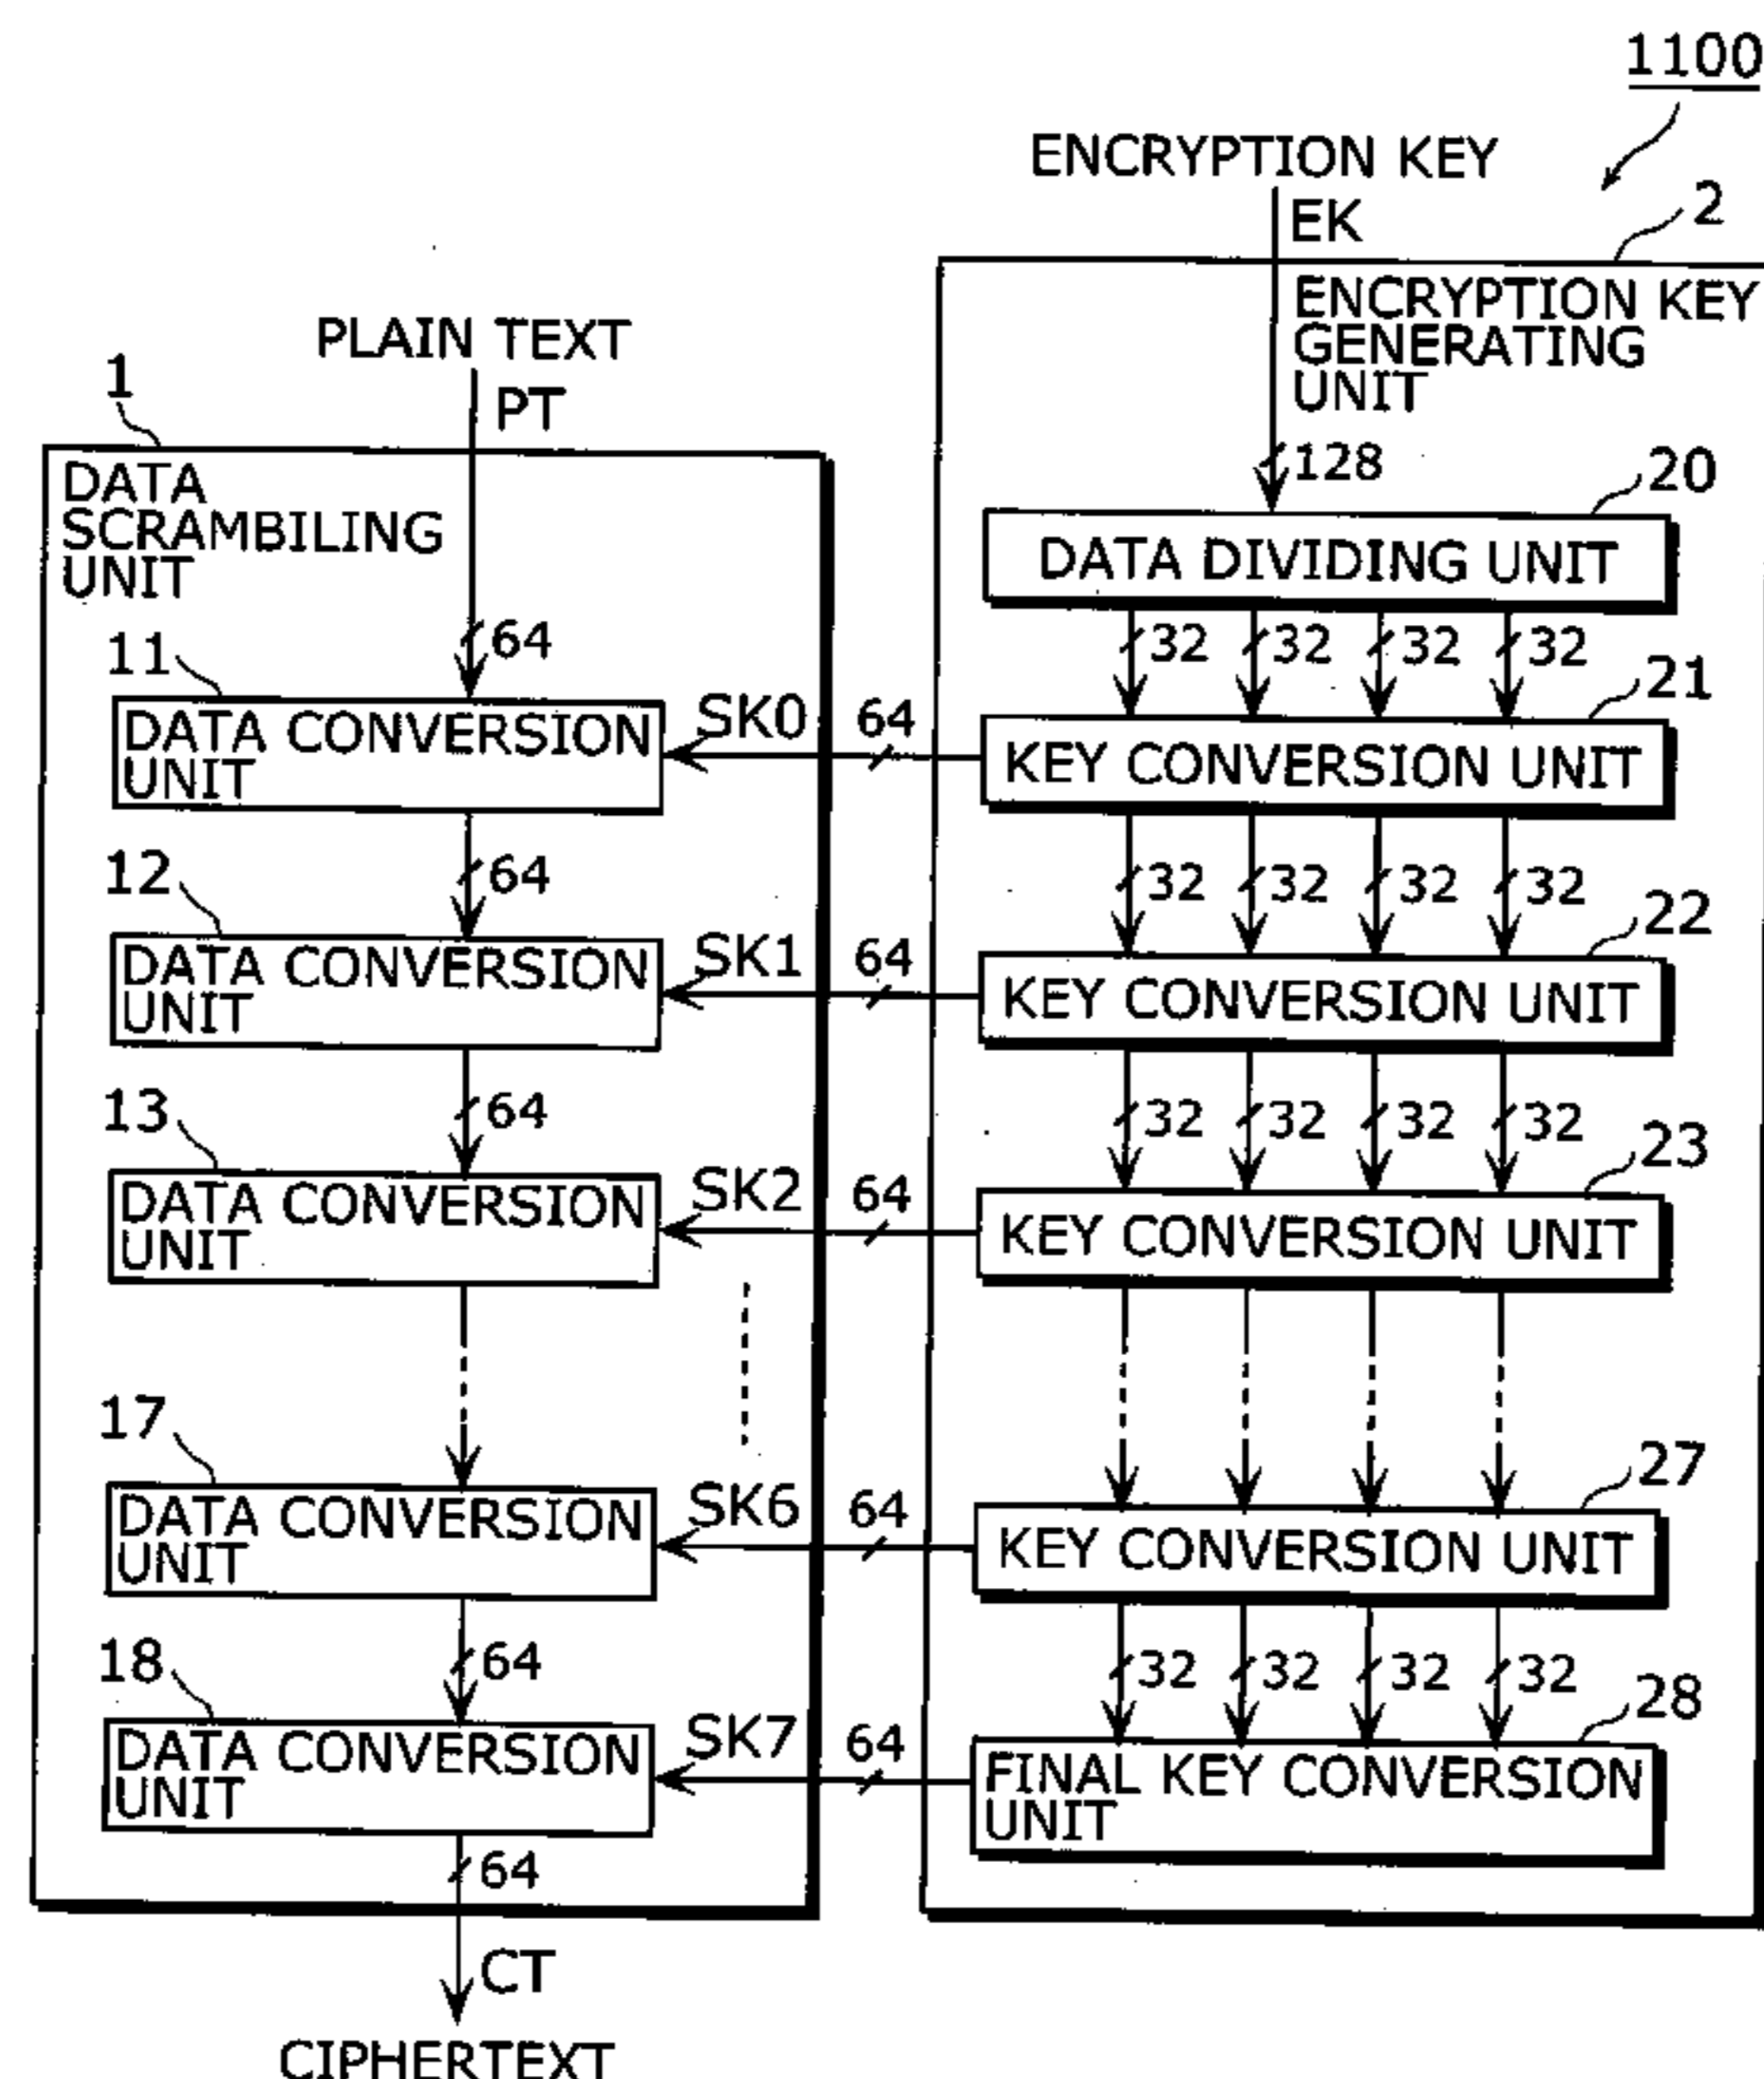 1100
ENCRYPTION KEY
EK
2
ENCRYPTION KEY
GENERATING
UNIT
128
PLAIN TEXT
PT
1
DATA
SCRAMBILING
UNIT
20
DATA DIVIDING UNIT
64
32 32 32 32
11
21
DATA CONVERSION
UNIT
SK0
64
KEY CONVERSION UNIT
64
32 32 32 32
12
22
DATA CONVERSION
UNIT
SK1
64
KEY CONVERSION UNIT
64
32 32 32 32
13
23
DATA CONVERSION
UNIT
SK2
64
KEY CONVERSION UNIT
17
27
DATA CONVERSION
UNIT
SK6
64
KEY CONVERSION UNIT
64
32 32 32 32
18
28
DATA CONVERSION
UNIT
SK7
64
FINAL KEY CONVERSION
UNIT
64
CT
CIPHERTEXT